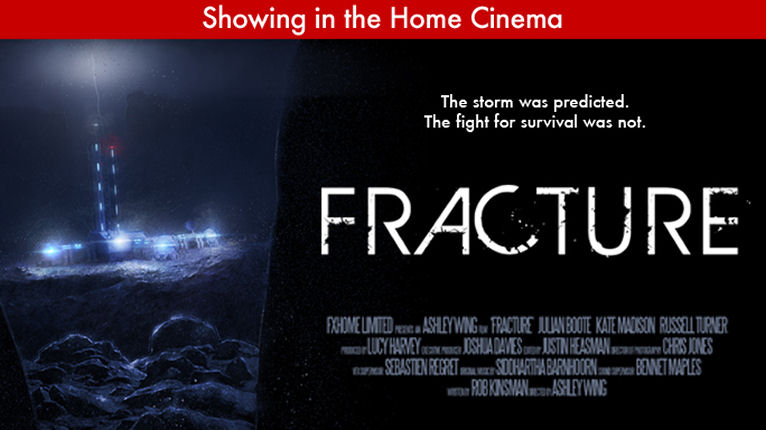 Showing in the Home Cinema
The storm was predicted.
The fight for survival was not.
FRACTURE
FXHOME LIMITED PRESENTS AN ASHLEY WING FILM 'FRACTURE' JULIAN BOOTE KATE MADISON RUSSELL TURNER
PRODUCED BY LUCY HARVEY EXECUTIVE PRODUCER JOSHUA DAVIES EDITED BY JUSTIN HEASMAN DIRECTOR OF PHOTOGRAPHY CHRIS JONES
VFX SUPERVISOR SEBASTIEN REGRET ORIGINAL MUSIC BY SIDDHARTHA BARNHOORN SOUND SUPERVISOR BENNET MAPLES
WRITTEN BY ROB KINSMAN DIRECTED BY ASHLEY WING